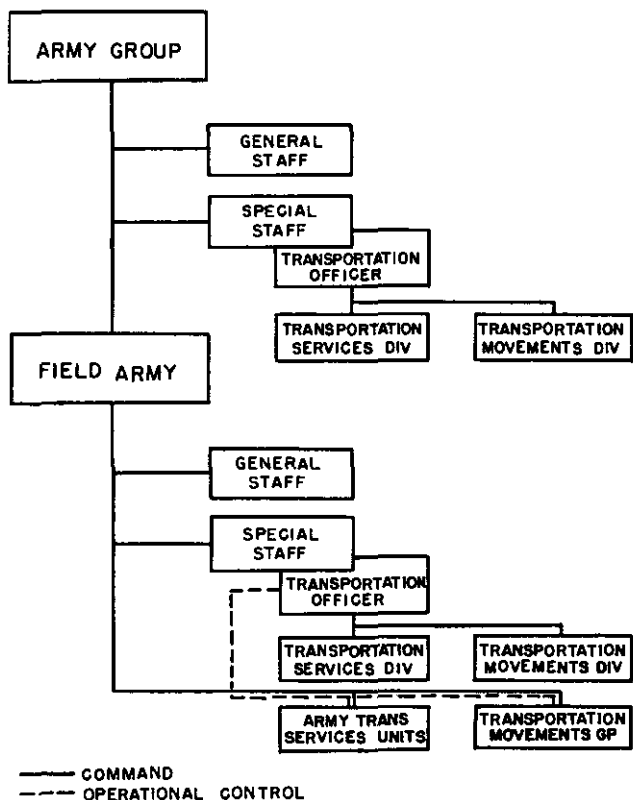 ARMY GROUP
GENERAL
STAFF
SPECIAL
STAFF
TRANSPORTATION
OFFICER
TRANSPORTATION
SERVICES DIV
TRANSPORTATION
MOVEMENTS DIV
FIELD ARMY
GENERAL
STAFF
SPECIAL
STAFF
TRANSPORTATION
OFFICER
TRANSPORTATION
SERVICES DIV
TRANSPORTATION
MOVEMENTS DIV
ARMY TRANS
SERVICES UNITS
TRANSPORTATION
MOVEMENTS GP
COMMAND
OPERATIONAL CONTROL